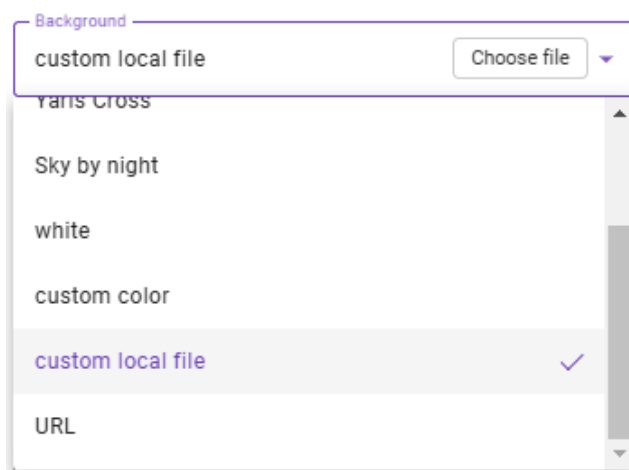 Background
custom local file Choose file
Yaris Cross
Sky by night
white
custom color
custom local file
URL